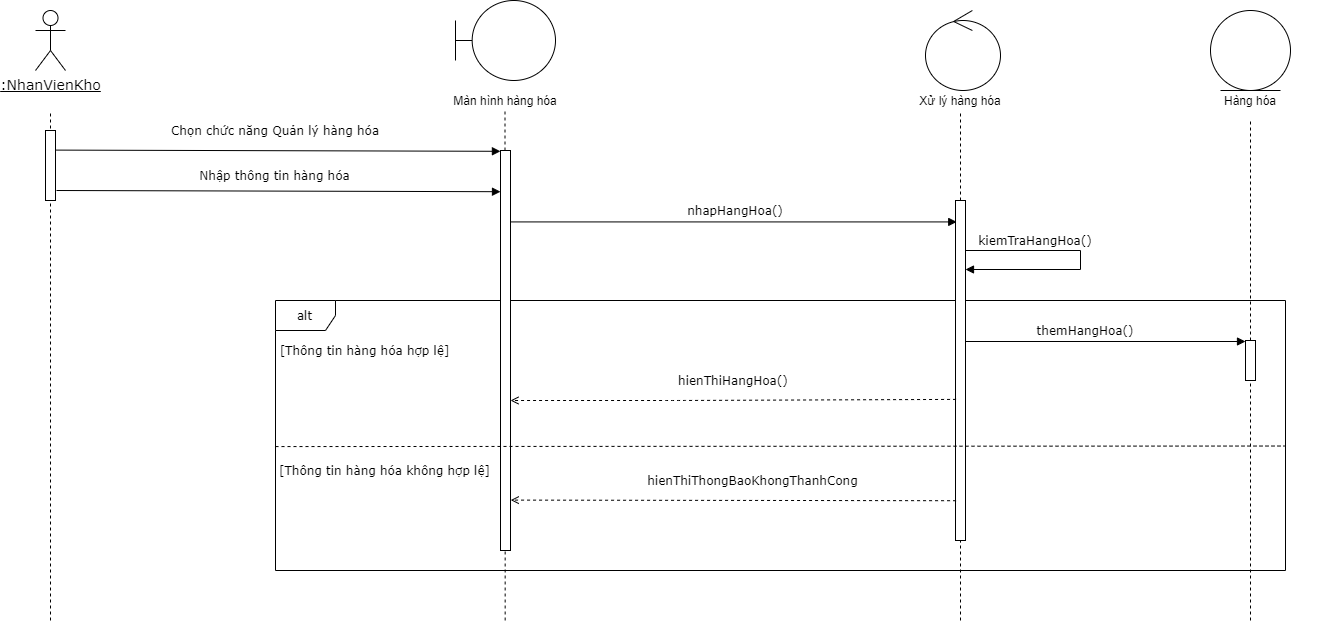 :NhanVienKho
Màn hình hàng hóa
Xử lý hàng hóa
Hàng hóa
Chọn chức năng Quản lý hàng hóa
Nhập thông tin hàng hóa
nhapHangHoa()
kiemTraHangHoa()
alt
themHangHoa()
[Thông tin hàng hóa hợp lệ]
hienThiHangHoa()
[Thông tin hàng hóa không hợp lệ]
hienThiThongBaoKhongThanhCong